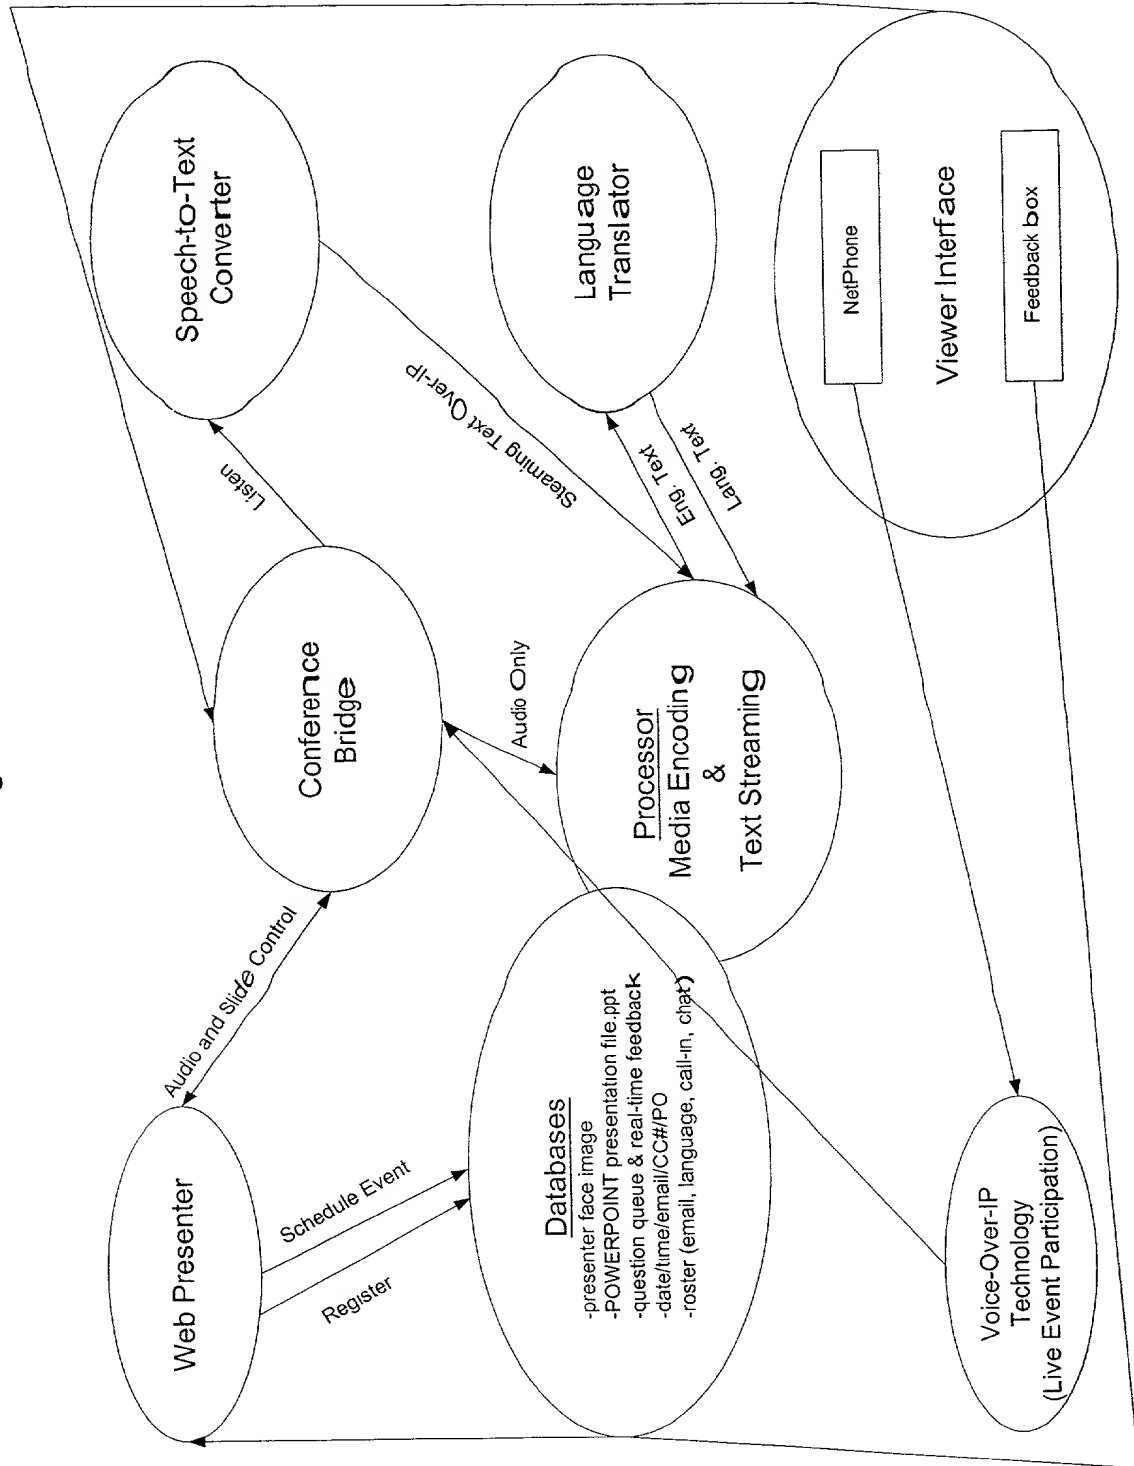 Web Presenter
Audio and Slide Control
Schedule Event
Register
Conference
Bridge
Listen
Speech-to-Text
Converter
Steaming Text Over-IP
Audio Only
Databases
-presenter face image
-POWERPOINT presentation file.ppt
-question queue & real-time feedback
-date/time/email/CC#/PO
-roster (email, language, call-in, chat)
Processor
Media Encoding
&
Text Streaming
Eng. Text
Lang. Text
Language
Translator
Voice-Over-IP
Technology
(Live Event Participation)
NetPhone
Viewer Interface
Feedback box